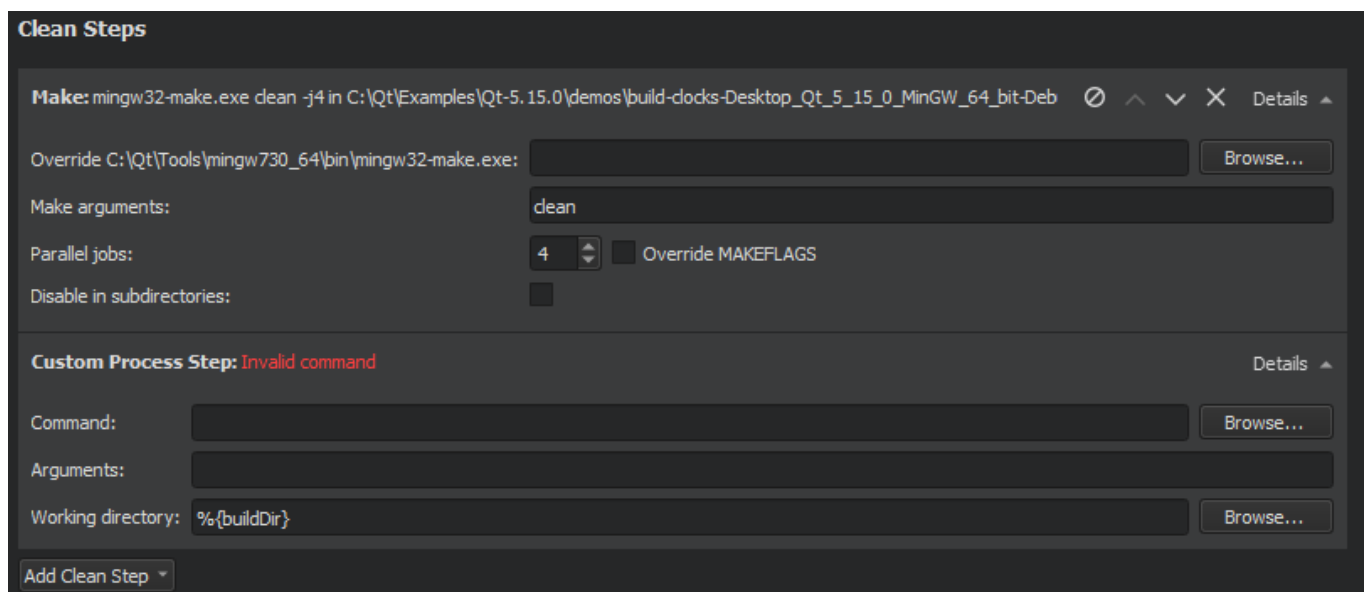 Clean Steps
Make: mingw32-make.exe clean -j4 in C:\Qt\Examples\Qt-5.15.0\demos\build-clocks-Desktop_Qt_5_15_0_MinGW_64_bit-Deb Details
Override C:\Qt\Tools\mingw730_64\bin\mingw32-make.exe: Browse...
Make arguments: clean
Parallel jobs: 4 Override MAKEFLAGS
Disable in subdirectories:
Custom Process Step: Invalid command Details
Command: Browse...
Arguments:
Working directory: %{buildDir} Browse...
Add Clean Step